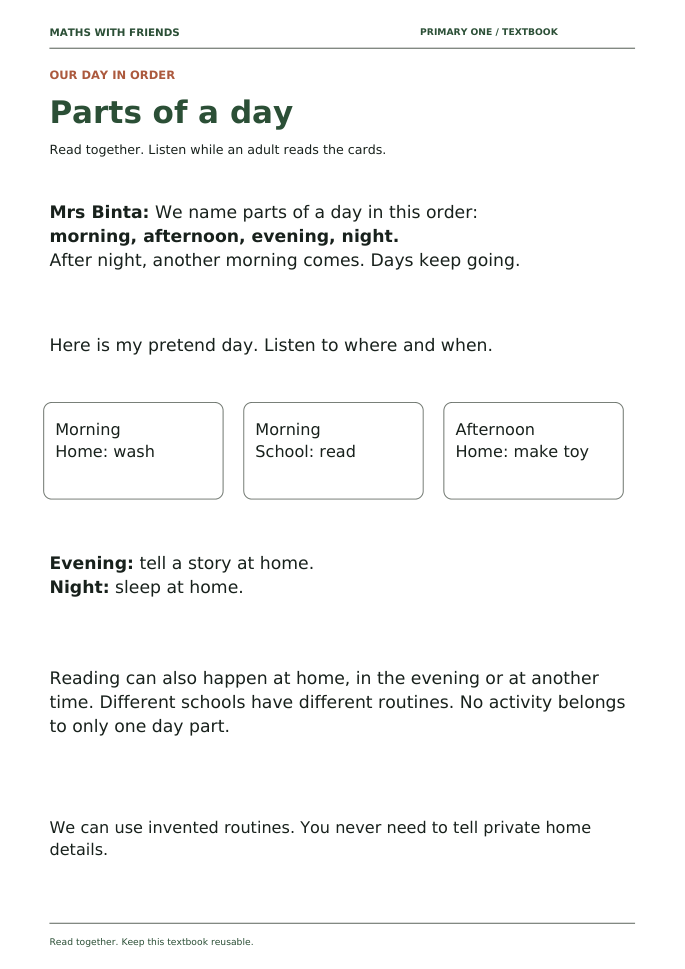 MATHS WITH FRIENDS
PRIMARY ONE / TEXTBOOK
OUR DAY IN ORDER
Parts of a day
Read together. Listen while an adult reads the cards.
Mrs Binta: We name parts of a day in this order:
morning, afternoon, evening, night.
After night, another morning comes. Days keep going.
Here is my pretend day. Listen to where and when.
Morning
Home: wash
Morning
School: read
Afternoon
Home: make toy
Evening: tell a story at home.
Night: sleep at home.
Reading can also happen at home, in the evening or at another
time. Different schools have different routines. No activity belongs
to only one day part.
We can use invented routines. You never need to tell private home
details.
Read together. Keep this textbook reusable.